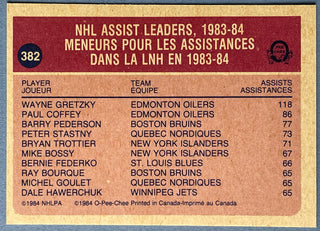 NHL ASSIST LEADERS, 1983-84
MENEURS POUR LES ASSISTANCES
DANS LA LNH EN 1983-84
382
PLAYER TEAM ASSISTS
JOUEUR ÉQUIPE ASSISTANCES
WAYNE GRETZKY EDMONTON OILERS 118
PAUL COFFEY EDMONTON OILERS 86
BARRY PEDERSON BOSTON BRUINS 77
PETER STASTNY QUEBEC NORDIQUES 73
BRYAN TROTTIER NEW YORK ISLANDERS 71
MIKE BOSSY NEW YORK ISLANDERS 67
BERNIE FEDERKO ST. LOUIS BLUES 66
RAY BOURQUE BOSTON BRUINS 65
MICHEL GOULET QUEBEC NORDIQUES 65
DALE HAWERCHUK WINNIPEG JETS 65
©1984 NHLPA ©1984 O-Pee-Chee Printed in Canada-Imprimé au Canada